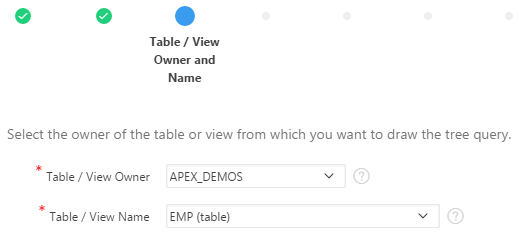 Table / View
Owner and
Name
Select the owner of the table or view from which you want to draw the tree query.
* Table / View Owner APEX_DEMOS ?
* Table / View Name EMP (table) ?